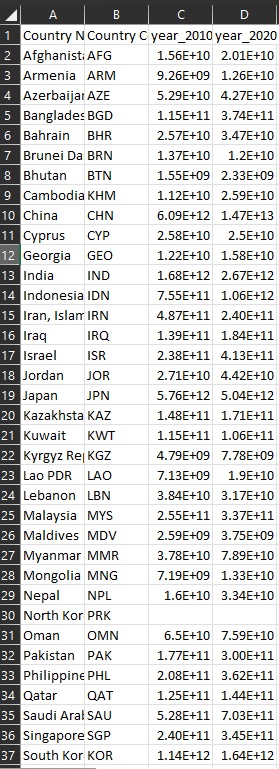 A B C D
1 Country N Country C year_2010 year_2020
2 Afghanista AFG 1.56E+10 2.01E+10
3 Armenia ARM 9.26E+09 1.26E+10
4 Azerbaijar AZE 5.29E+10 4.27E+10
5 Banglades BGD 1.15E+11 3.74E+11
6 Bahrain BHR 2.57E+10 3.47E+10
7 Brunei Da BRN 1.37E+10 1.2E+10
8 Bhutan BTN 1.55E+09 2.33E+09
9 Cambodia KHM 1.12E+10 2.59E+10
10 China CHN 6.09E+12 1.47E+13
11 Cyprus CYP 2.58E+10 2.5E+10
12 Georgia GEO 1.22E+10 1.58E+10
13 India IND 1.68E+12 2.67E+12
14 Indonesia IDN 7.55E+11 1.06E+12
15 Iran, Islam IRN 4.87E+11 2.40E+11
16 Iraq IRQ 1.39E+11 1.84E+11
17 Israel ISR 2.38E+11 4.13E+11
18 Jordan JOR 2.71E+10 4.42E+10
19 Japan JPN 5.76E+12 5.04E+12
20 Kazakhsta KAZ 1.48E+11 1.71E+11
21 Kuwait KWT 1.15E+11 1.06E+11
22 Kyrgyz Rep KGZ 4.79E+09 7.78E+09
23 Lao PDR LAO 7.13E+09 1.9E+10
24 Lebanon LBN 3.84E+10 3.17E+10
25 Malaysia MYS 2.55E+11 3.37E+11
26 Maldives MDV 2.59E+09 3.75E+09
27 Myanmar MMR 3.78E+10 7.89E+10
28 Mongolia MNG 7.19E+09 1.33E+10
29 Nepal NPL 1.6E+10 3.34E+10
30 North Kor PRK
31 Oman OMN 6.5E+10 7.59E+10
32 Pakistan PAK 1.77E+11 3.00E+11
33 Philippine PHL 2.08E+11 3.62E+11
34 Qatar QAT 1.25E+11 1.44E+11
35 Saudi Aral SAU 5.28E+11 7.03E+11
36 Singapore SGP 2.40E+11 3.45E+11
37 South Kor KOR 1.14E+12 1.64E+12